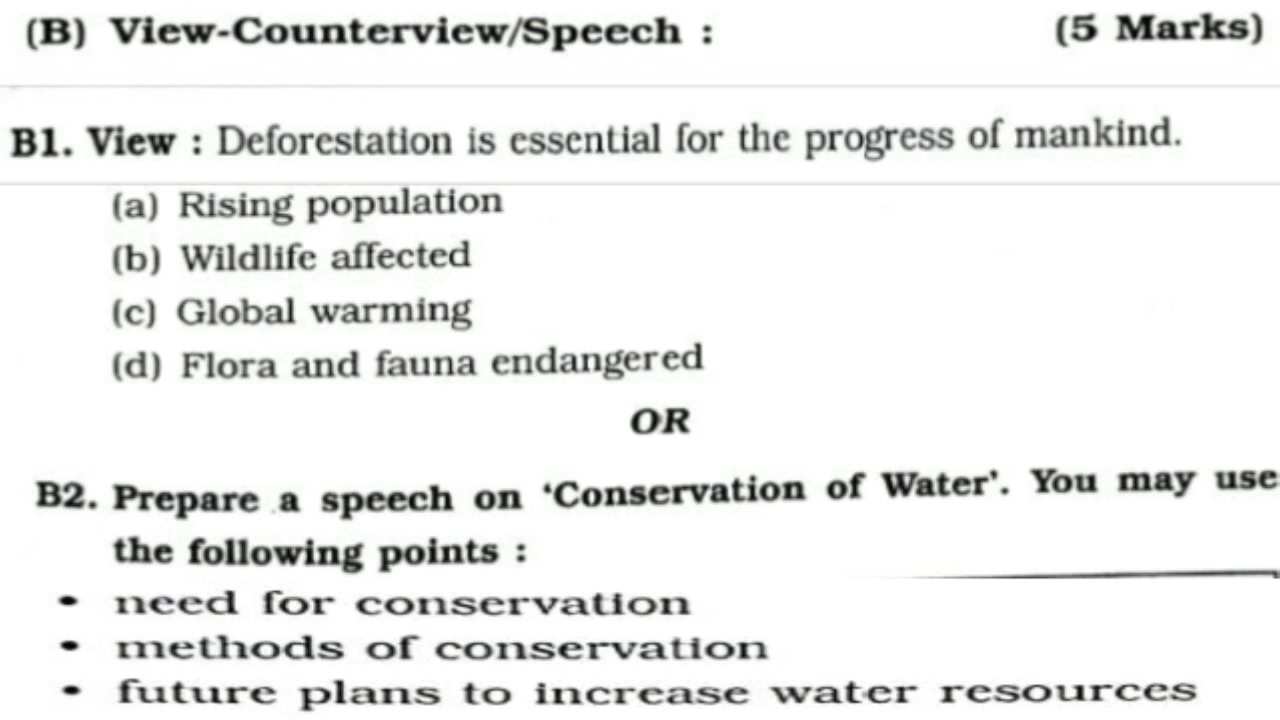 (B) View-Counterview/Speech : (5 Marks)
B1. View : Deforestation is essential for the progress of mankind.
(a) Rising population
(b) Wildlife affected
(c) Global warming
(d) Flora and fauna endangered
OR
B2. Prepare a speech on ‘Conservation of Water’. You may use
the following points :
• need for conservation
• methods of conservation
• future plans to increase water resources